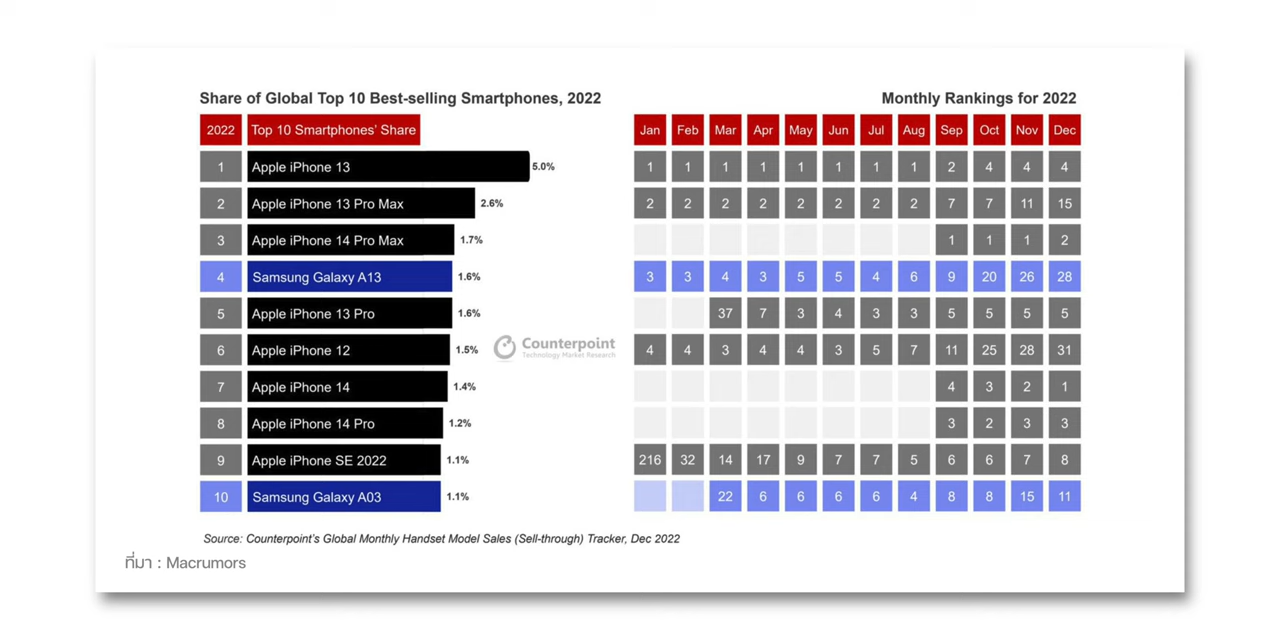 Share of Global Top 10 Best-selling Smartphones, 2022 Monthly Rankings for 2022
2022 Top 10 Smartphones' Share Jan Feb Mar Apr May Jun Jul Aug Sep Oct Nov Dec
1 Apple iPhone 13 5.0% 1 1 1 1 1 1 1 1 2 4 4 4
2 Apple iPhone 13 Pro Max 2.6% 2 2 2 2 2 2 2 2 7 7 11 15
3 Apple iPhone 14 Pro Max 1.7% 1 1 1 2
4 Samsung Galaxy A13 1.6% 3 3 4 3 5 5 4 6 9 20 26 28
5 Apple iPhone 13 Pro 1.6% 37 7 3 4 3 3 5 5 5 5
6 Apple iPhone 12 1.5% 4 4 3 4 4 3 5 7 11 25 28 31
Counterpoint
Technology Market Research
7 Apple iPhone 14 1.4% 4 3 2 1
8 Apple iPhone 14 Pro 1.2% 3 2 3 3
9 Apple iPhone SE 2022 1.1% 216 32 14 17 9 7 7 5 6 6 7 8
10 Samsung Galaxy A03 1.1% 22 6 6 6 6 4 8 8 15 11
Source: Counterpoint's Global Monthly Handset Model Sales (Sell-through) Tracker, Dec 2022
ที่มา : Macrumors